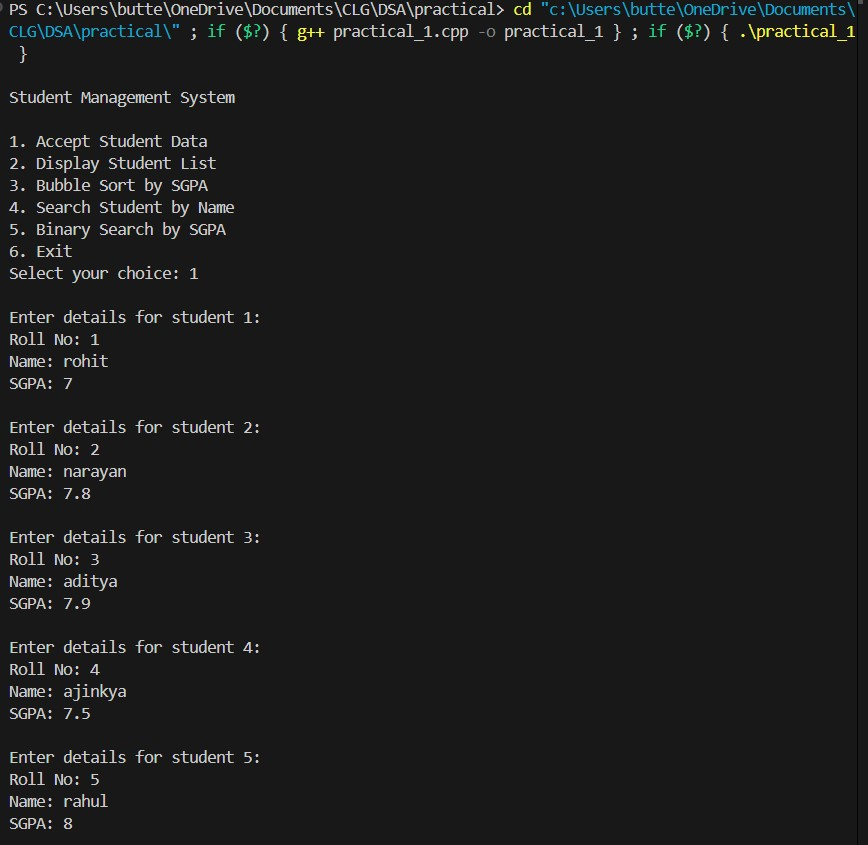 PS C:\Users\butte\OneDrive\Documents\CLG\DSA\practical> cd "c:\Users\butte\OneDrive\Documents\
CLG\DSA\practical\" ; if ($?) { g++ practical_1.cpp -o practical_1 } ; if ($?) { .\practical_1
}
Student Management System
1. Accept Student Data
2. Display Student List
3. Bubble Sort by SGPA
4. Search Student by Name
5. Binary Search by SGPA
6. Exit
Select your choice: 1
Enter details for student 1:
Roll No: 1
Name: rohit
SGPA: 7
Enter details for student 2:
Roll No: 2
Name: narayan
SGPA: 7.8
Enter details for student 3:
Roll No: 3
Name: aditya
SGPA: 7.9
Enter details for student 4:
Roll No: 4
Name: ajinkya
SGPA: 7.5
Enter details for student 5:
Roll No: 5
Name: rahul
SGPA: 8